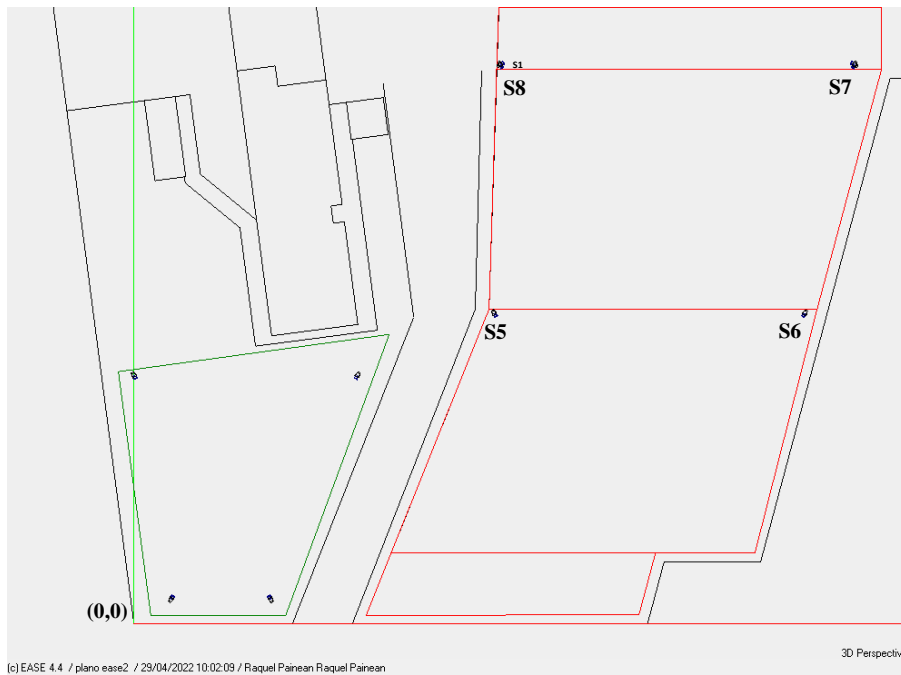 S1
S8
S7
S5
S6
(0,0)
3D Perspectiv
(c) EASE 4.4 / plano ease2 / 29/04/2022 10:02:09 / Raquel Painean Raquel Painean